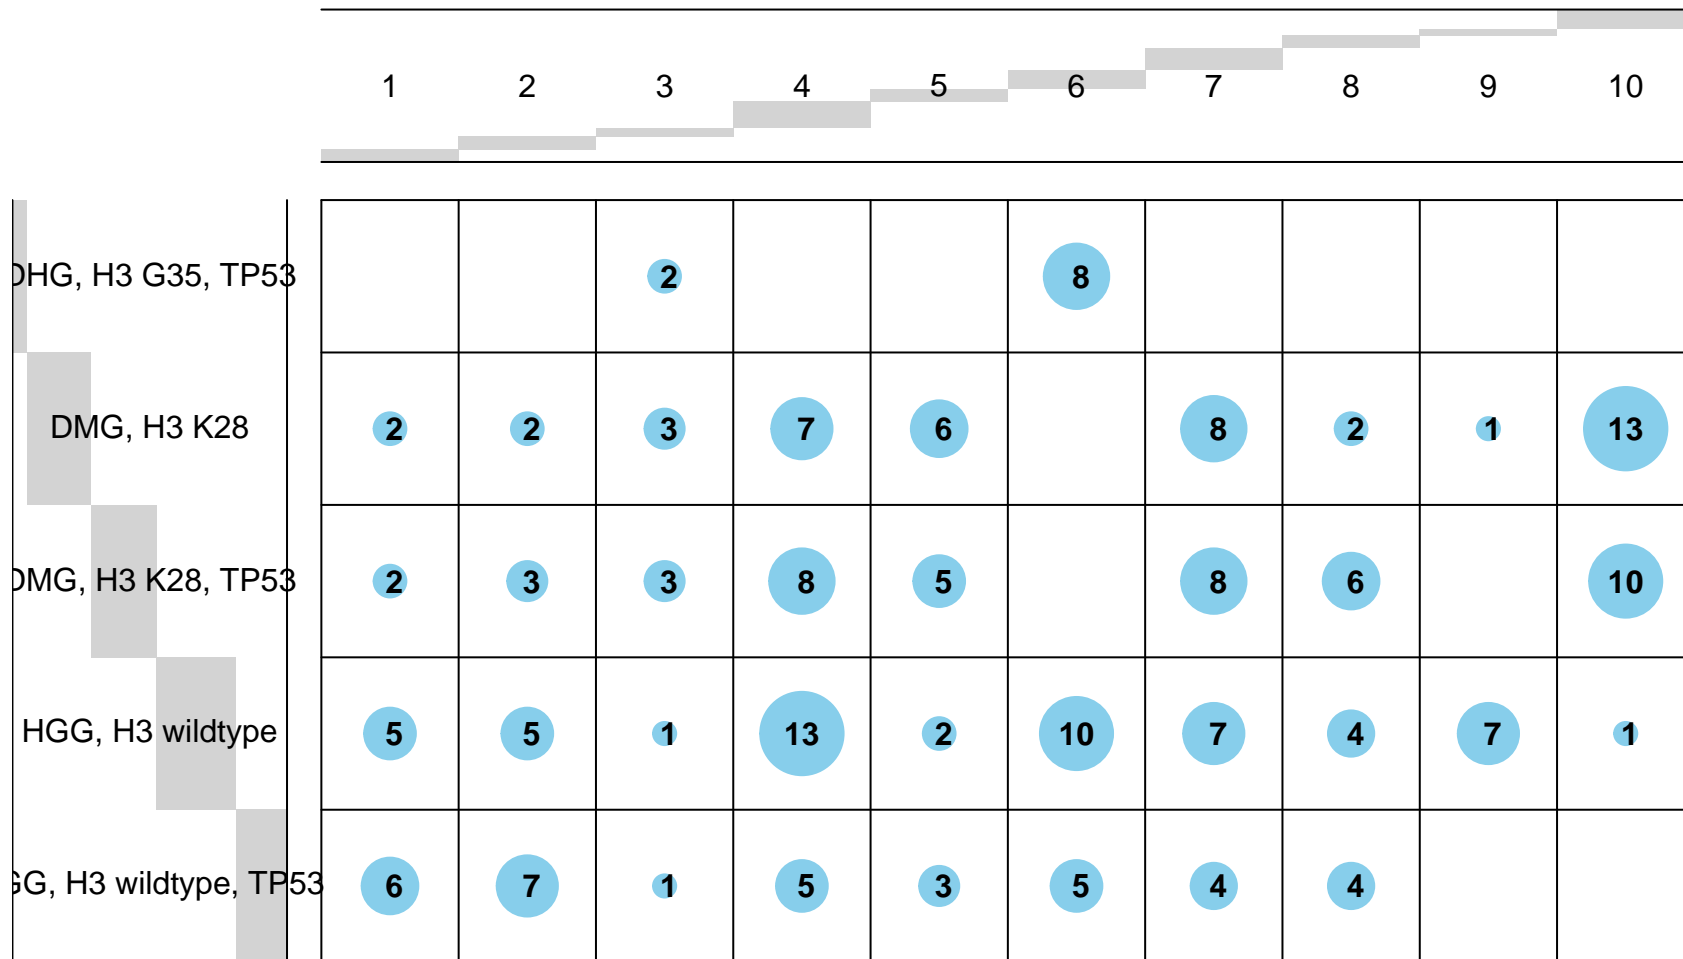 1 2 3 4 5 6 7 8 9 10
DHG, H3 G35, TP53 2 8
DMG, H3 K28 2 2 3 7 6 8 2 1 13
DMG, H3 K28, TP53 2 3 3 8 5 8 6 10
HGG, H3 wildtype 5 5 1 13 2 10 7 4 7 1
GG, H3 wildtype, TP53 6 7 1 5 3 5 4 4